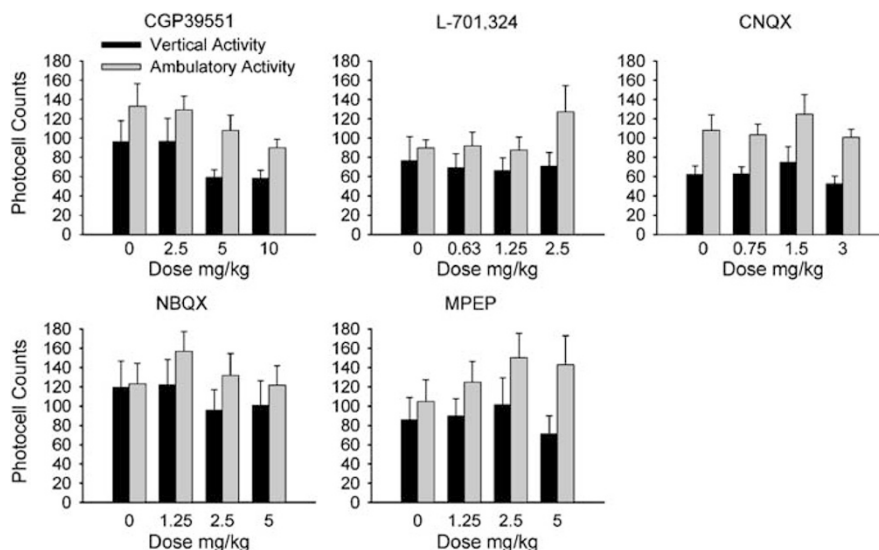 CGP39551
L-701,324
CNQX
Vertical Activity
Ambulatory Activity
Photocell Counts
180
160
140
120
100
80
60
40
20
0
0 2.5 5 10
Dose mg/kg
180
160
140
120
100
80
60
40
20
0
0 0.63 1.25 2.5
Dose mg/kg
180
160
140
120
100
80
60
40
20
0
0 0.75 1.5 3
Dose mg/kg
NBQX
MPEP
Photocell Counts
180
160
140
120
100
80
60
40
20
0
0 1.25 2.5 5
Dose mg/kg
180
160
140
120
100
80
60
40
20
0
0 1.25 2.5 5
Dose mg/kg